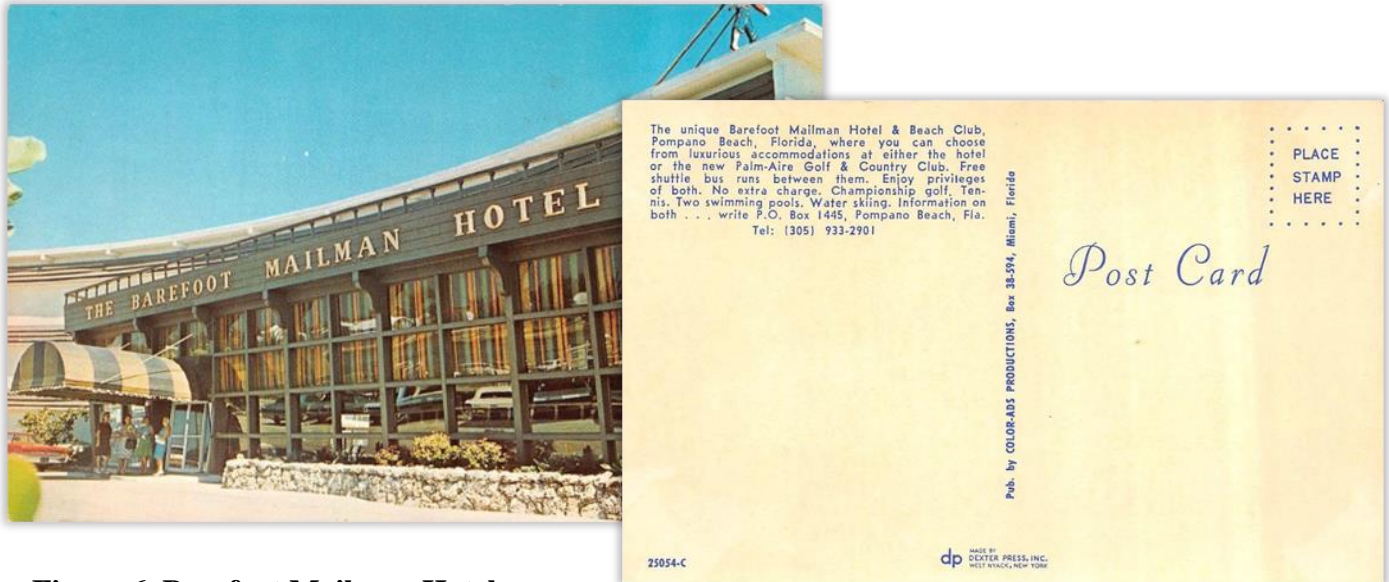 THE BAREFOOT MAILMAN HOTEL
The unique Barefoot Mailman Hotel & Beach Club,
Pompano Beach, Florida, where you can choose
from luxurious accommodations at either the hotel
or the new Palm-Aire Golf & Country Club. Free
shuttle bus runs between them. Enjoy privileges
of both. No extra charge. Championship golf, Ten-
nis. Two swimming pools. Water skiing. Information on
both . . . write P.O. Box 1445, Pompano Beach, Fla.
Tel: (305) 933-2901
Pub. by COLOR-ADS PRODUCTIONS, Box 38-594, Miami, Florida
PLACE
STAMP
HERE
Post Card
25054-C
dp
MADE BY
DEXTER PRESS, INC.
WEST NYACK, NEW YORK
Figure 6. Barefoot Mailman Hotel